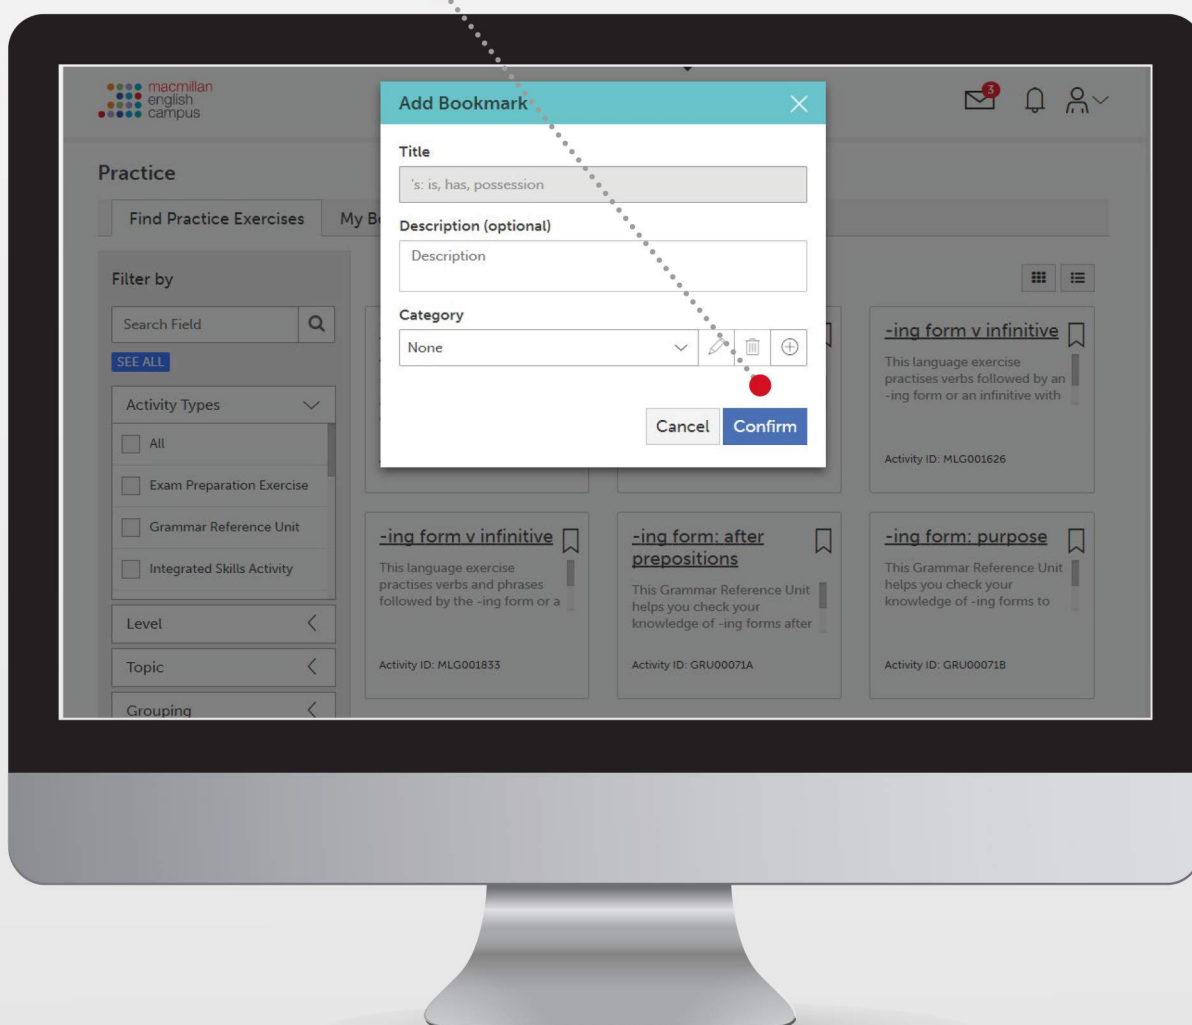 macmillan
english
campus
3
Practice
Find Practice Exercises
My B
Filter by
Search Field
SEE ALL
Activity Types
All
Exam Preparation Exercise
Grammar Reference Unit
Integrated Skills Activity
Level
Topic
Grouping
Add Bookmark
Title
's: is, has, possession
Description (optional)
Description
Category
None
Cancel
Confirm
-ing form v infinitive
This language exercise
practises verbs followed by an
-ing form or an infinitive with
Activity ID: MLG001626
-ing form v infinitive
This language exercise
practises verbs and phrases
followed by the -ing form or a
Activity ID: MLG001833
-ing form: after
prepositions
This Grammar Reference Unit
helps you check your
knowledge of -ing forms after
Activity ID: GRU00071A
-ing form: purpose
This Grammar Reference Unit
helps you check your
knowledge of -ing forms to
Activity ID: GRU00071B